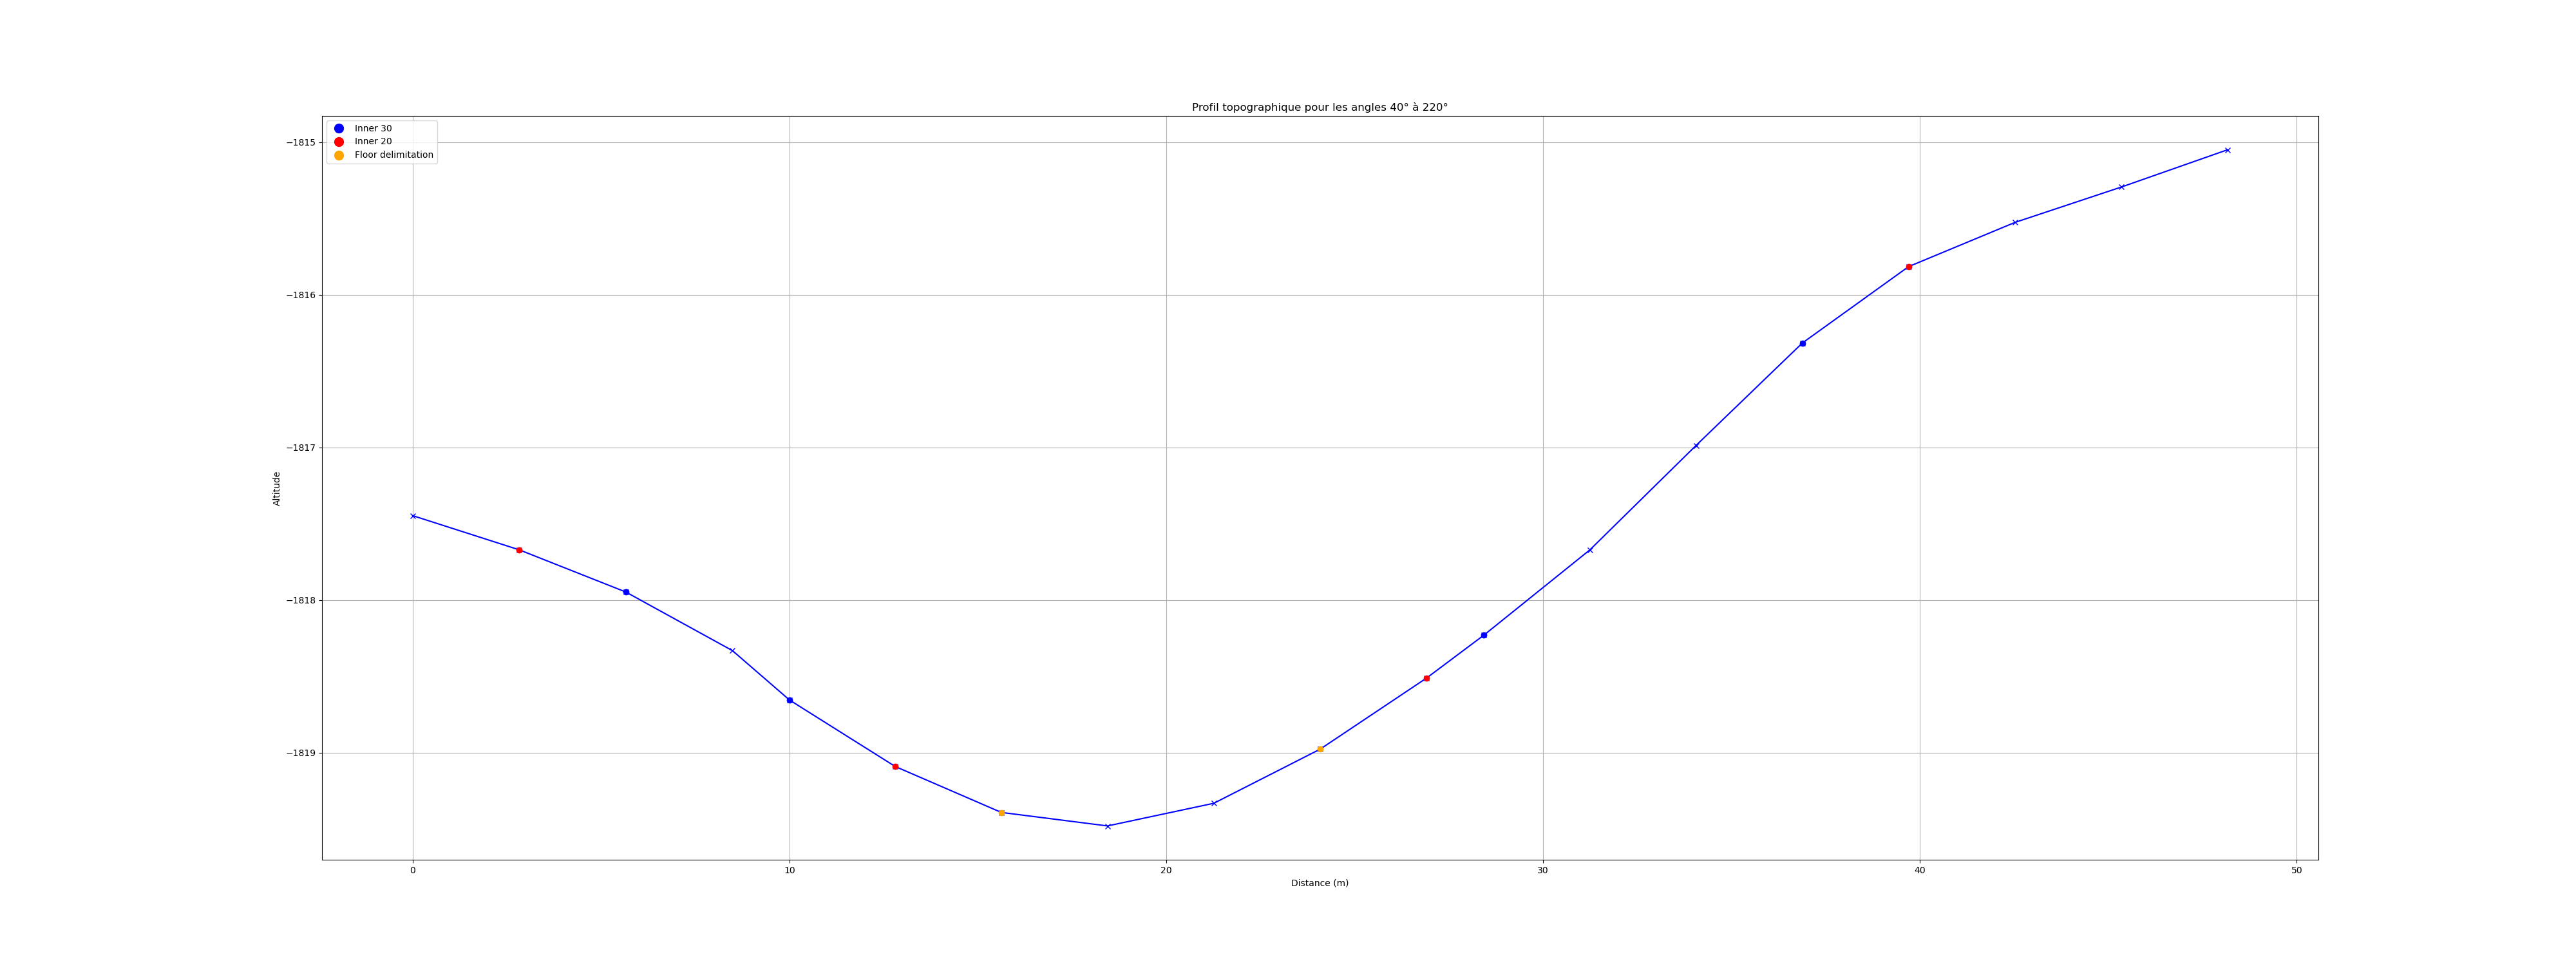 Profil topographique pour les angles 40° à 220°
Inner 30
Inner 20
Floor delimitation
−1815
−1816
−1817
−1818
−1819
Altitude
0 10 20 30 40 50
Distance (m)